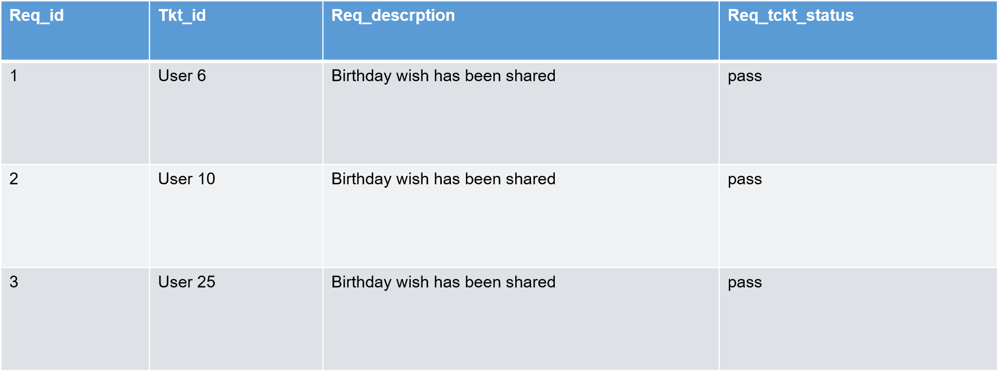 Req_id Tkt_id Req_descrption Req_tckt_status
1 User 6 Birthday wish has been shared pass
2 User 10 Birthday wish has been shared pass
3 User 25 Birthday wish has been shared pass